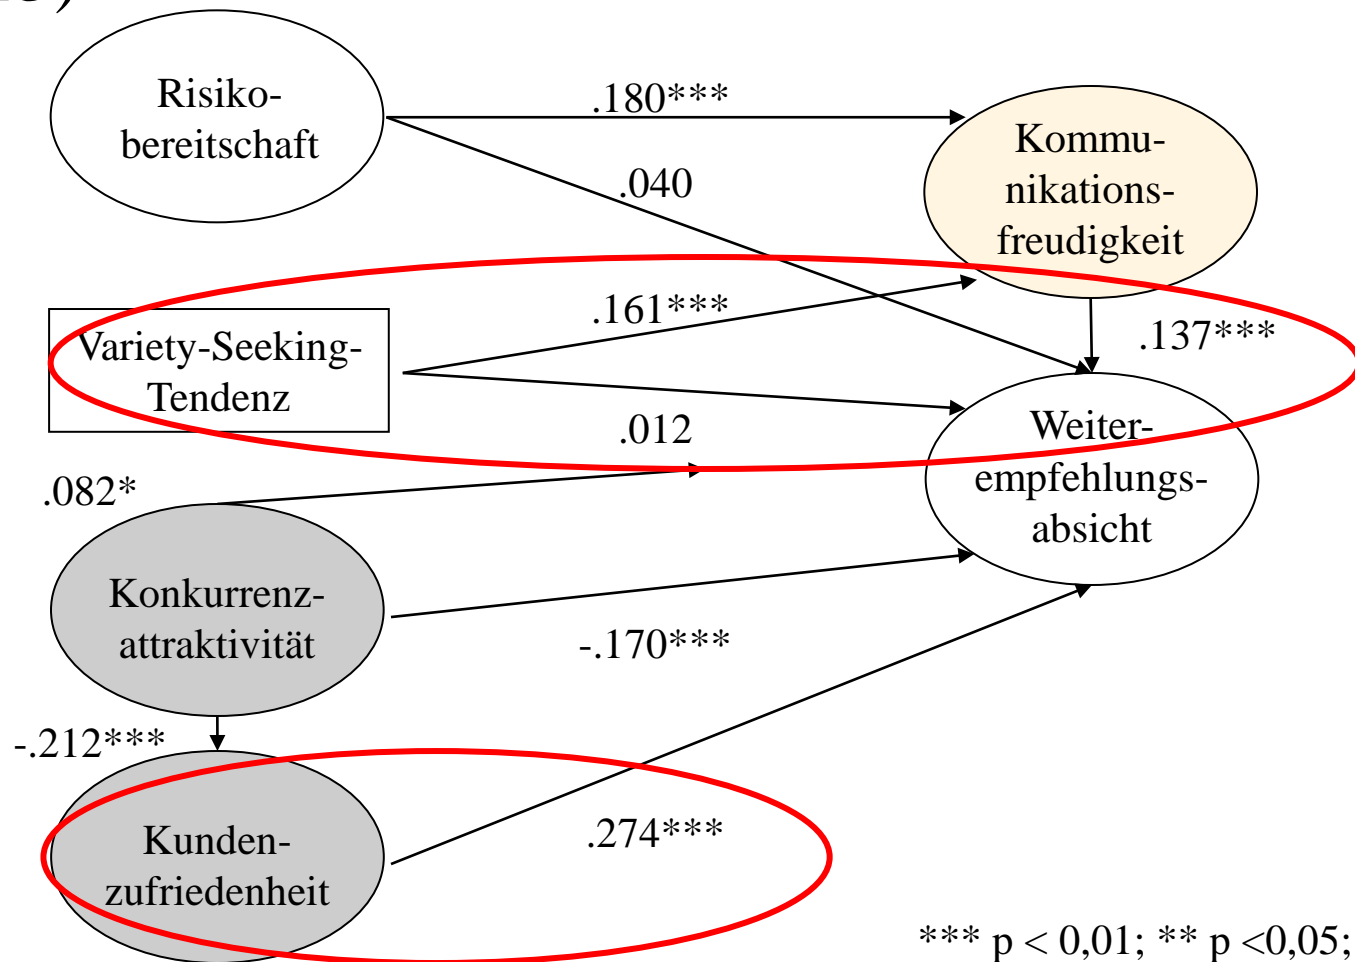 Risiko-
bereitschaft
.180***
Kommu-
nikations-
freudigkeit
.040
.161***
.137***
Variety-Seeking-
Tendenz
.012
Weiter-
empfehlungs-
absicht
.082*
Konkurrenz-
attraktivität
-.170***
-.212***
Kunden-
zufriedenheit
.274***
*** p < 0,01; ** p <0,05;